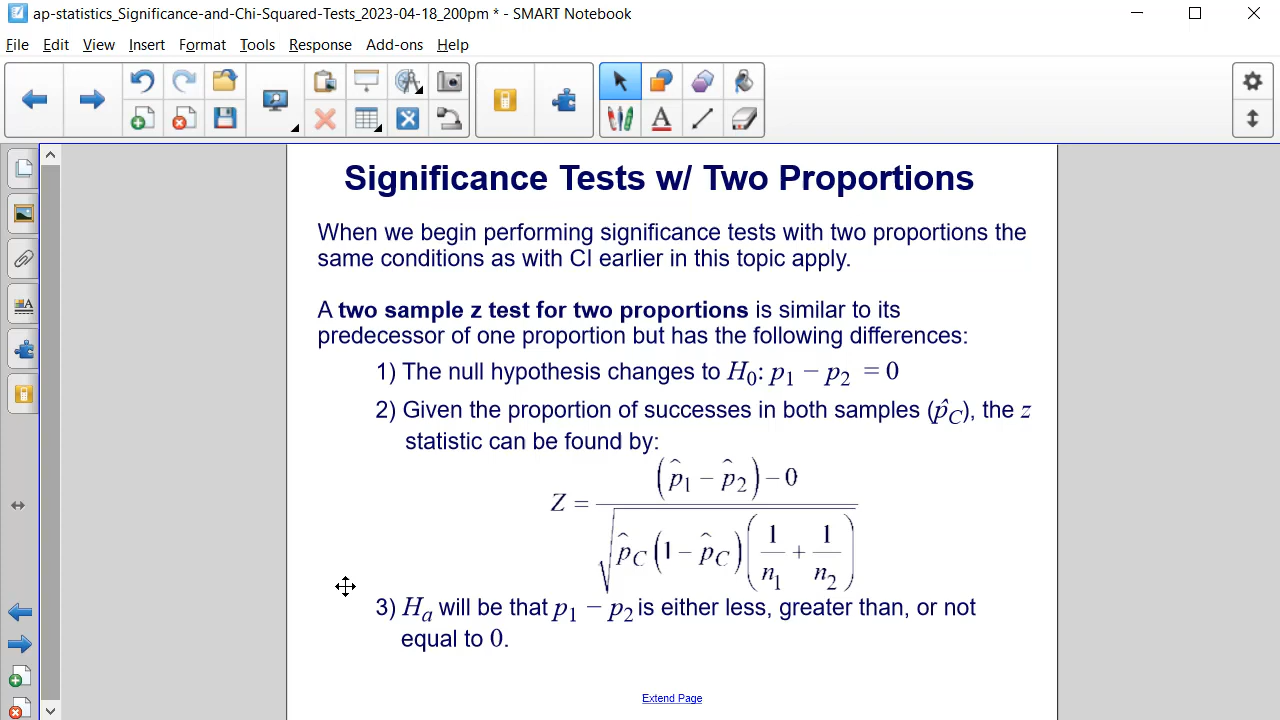 ap-statistics_Significance-and-Chi-Squared-Tests_2023-04-18_200pm * - SMART Notebook
File Edit View Insert Format Tools Response Add-ons Help
Significance Tests w/ Two Proportions
When we begin performing significance tests with two proportions the
same conditions as with CI earlier in this topic apply.
A two sample z test for two proportions is similar to its
predecessor of one proportion but has the following differences:
1) The null hypothesis changes to H₀: p₁ − p₂ = 0
2) Given the proportion of successes in both samples (p̂_C), the z
statistic can be found by:
Z = ((p̂₁ − p̂₂) − 0) / √(p̂_C (1 − p̂_C) (1/n₁ + 1/n₂))
3) Hₐ will be that p₁ − p₂ is either less, greater than, or not
equal to 0.
Extend Page